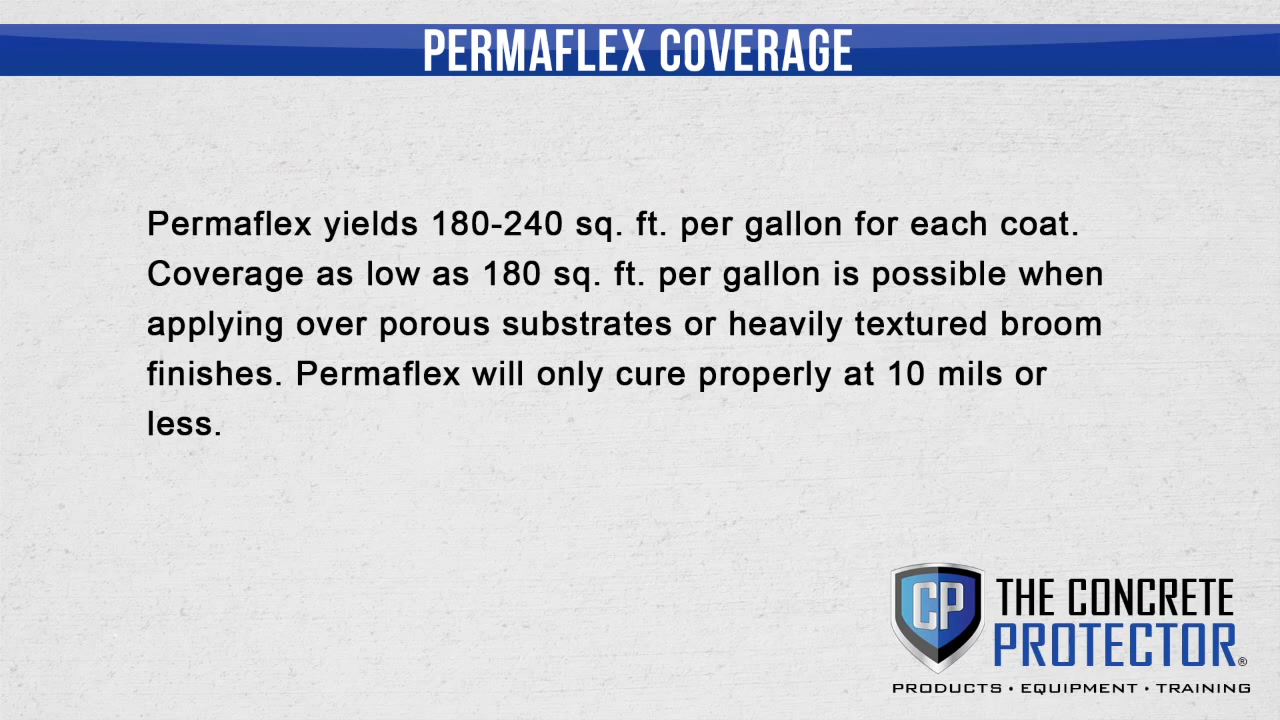 PERMAFLEX COVERAGE
Permaflex yields 180-240 sq. ft. per gallon for each coat.
Coverage as low as 180 sq. ft. per gallon is possible when
applying over porous substrates or heavily textured broom
finishes. Permaflex will only cure properly at 10 mils or
less.
CP
THE CONCRETE
PROTECTOR®
PRODUCTS • EQUIPMENT • TRAINING